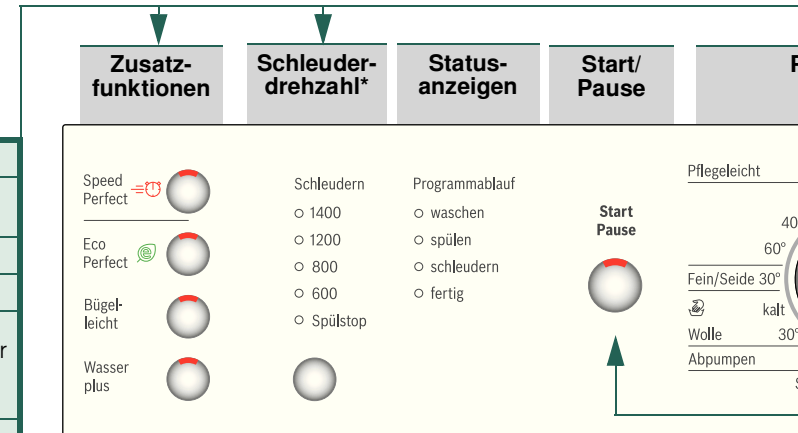 Zusatz-
funktionen
Schleuder-
drehzahl*
Status-
anzeigen
Start/
Pause
Speed
Perfect
Eco
Perfect
Bügel-
leicht
Wasser
plus
Schleudern
1400
1200
800
600
Spülstop
Programmablauf
waschen
spülen
schleudern
fertig
Start
Pause
Pflegeleicht
40
60°
Fein/Seide 30°
kalt
Wolle 30°
Abpumpen